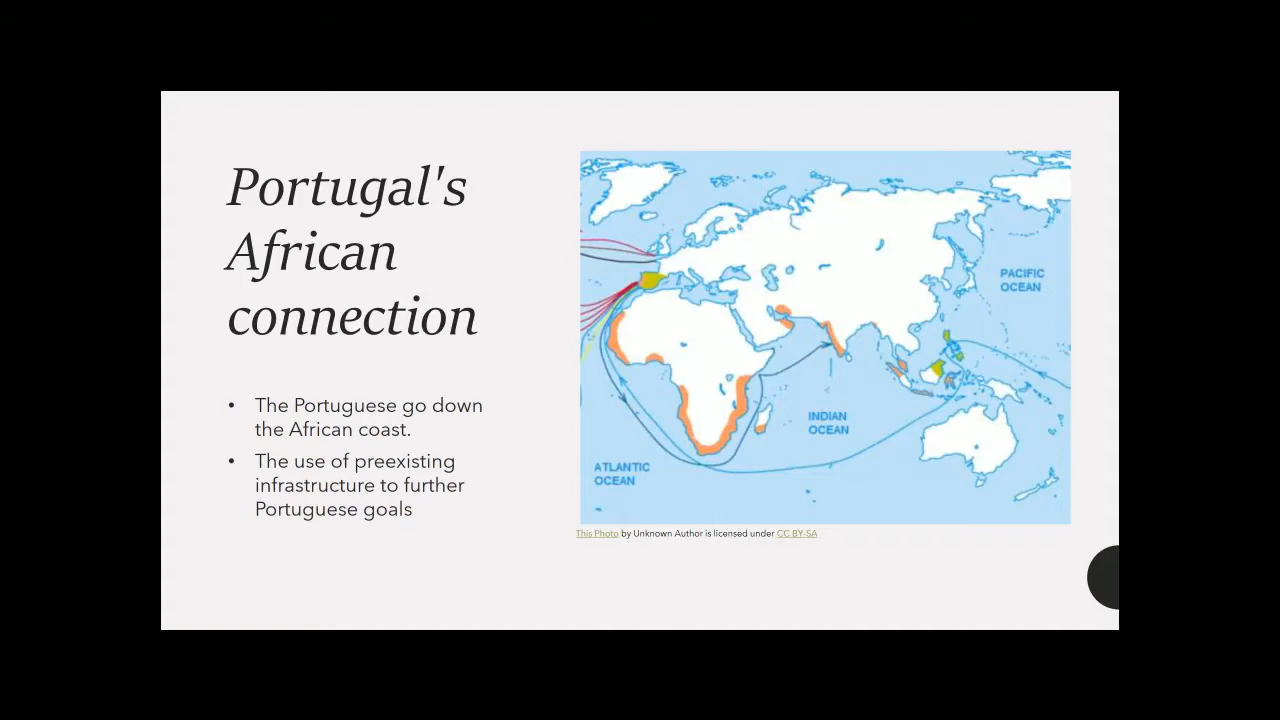 Portugal's
African
connection
• The Portuguese go down
the African coast.
• The use of preexisting
infrastructure to further
Portuguese goals
PACIFIC
OCEAN
INDIAN
OCEAN
ATLANTIC
OCEAN
This Photo by Unknown Author is licensed under CC BY-SA